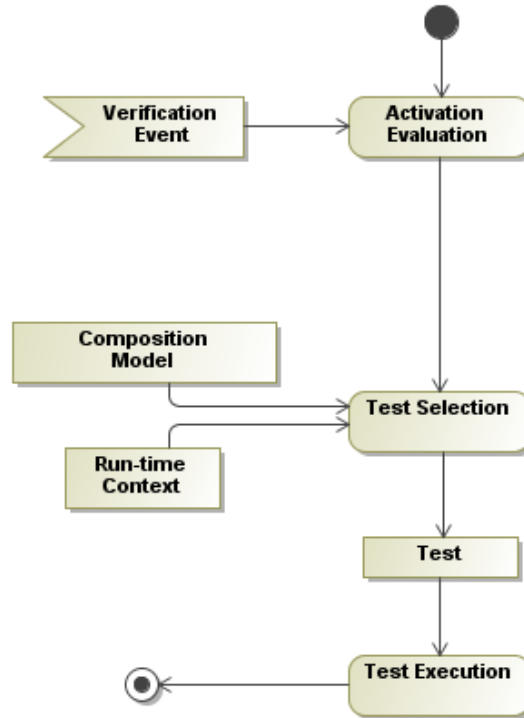 Verification
Event
Activation
Evaluation
Composition
Model
Test Selection
Run-time
Context
Test
Test Execution